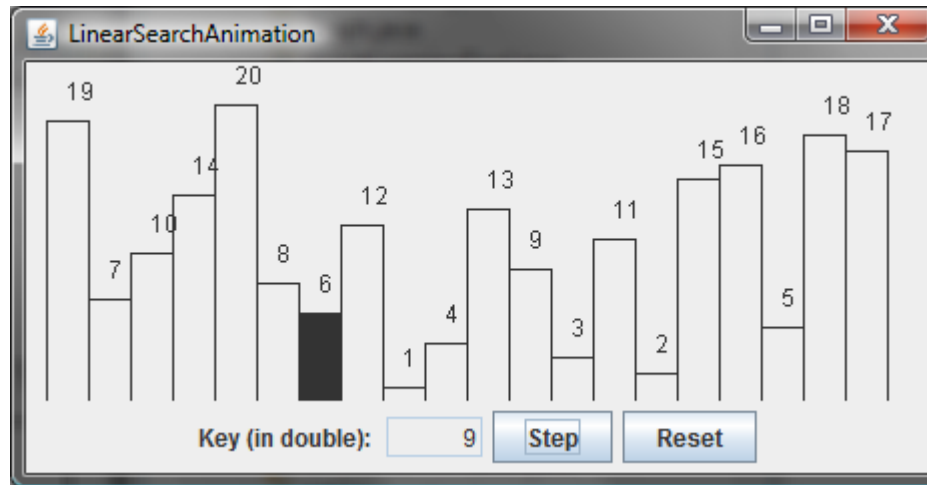 LinearSearchAnimation
19 7 10 14 20 8 6 12 1 4 13 9 3 11 2 15 16 5 18 17
Key (in double): 9 Step Reset